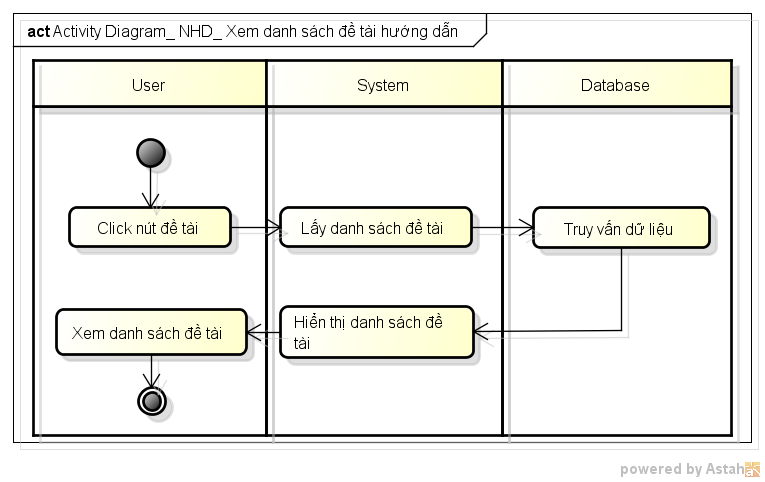 act Activity Diagram_ NHD_ Xem danh sách đề tài hướng dẫn
User System Database
Click nút đề tài Lấy danh sách đề tài Truy vấn dữ liệu
Xem danh sách đề tài Hiển thị danh sách đề
tài
powered by Astah